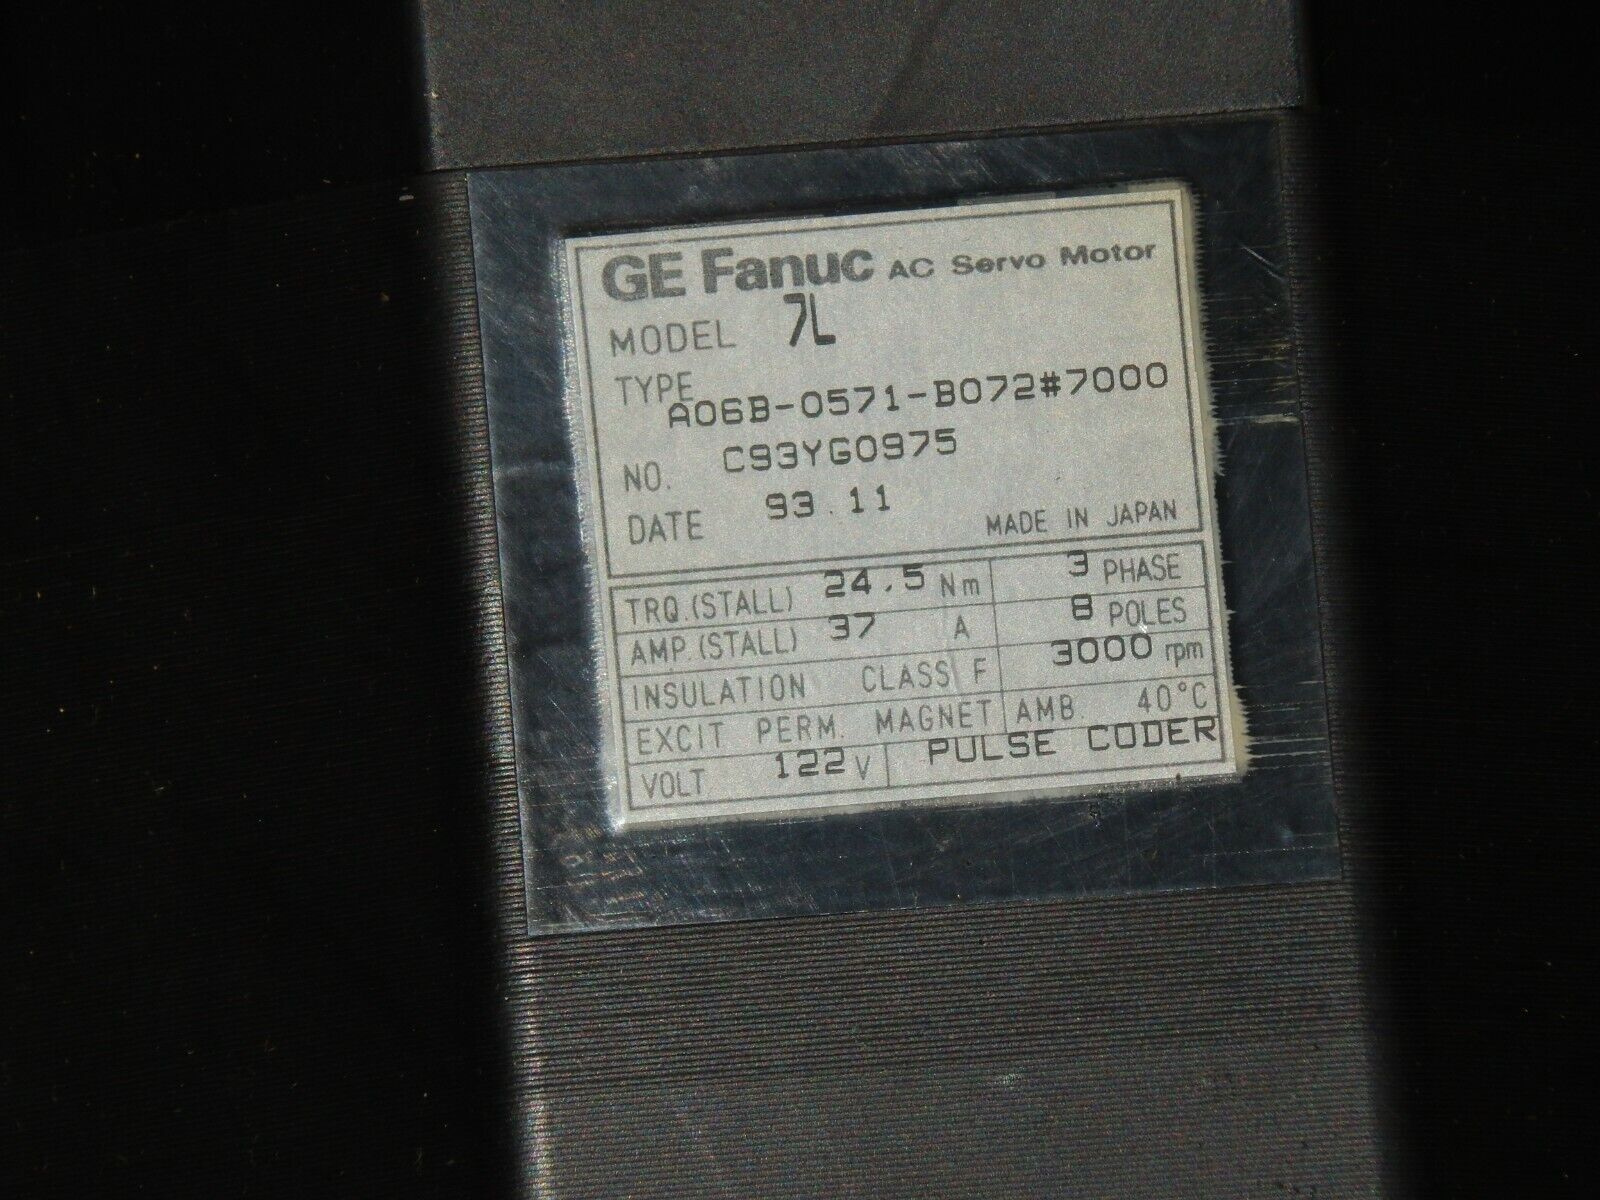 GE Fanuc AC Servo Motor
MODEL 7L
TYPE A06B-0571-B072#7000
NO. C93YG0975
DATE 93.11 MADE IN JAPAN
TRQ.(STALL) 24.5 Nm 3 PHASE
AMP.(STALL) 37 A 8 POLES
INSULATION CLASS F 3000 rpm
EXCIT PERM. MAGNET AMB. 40°C
VOLT 122 V PULSE CODER